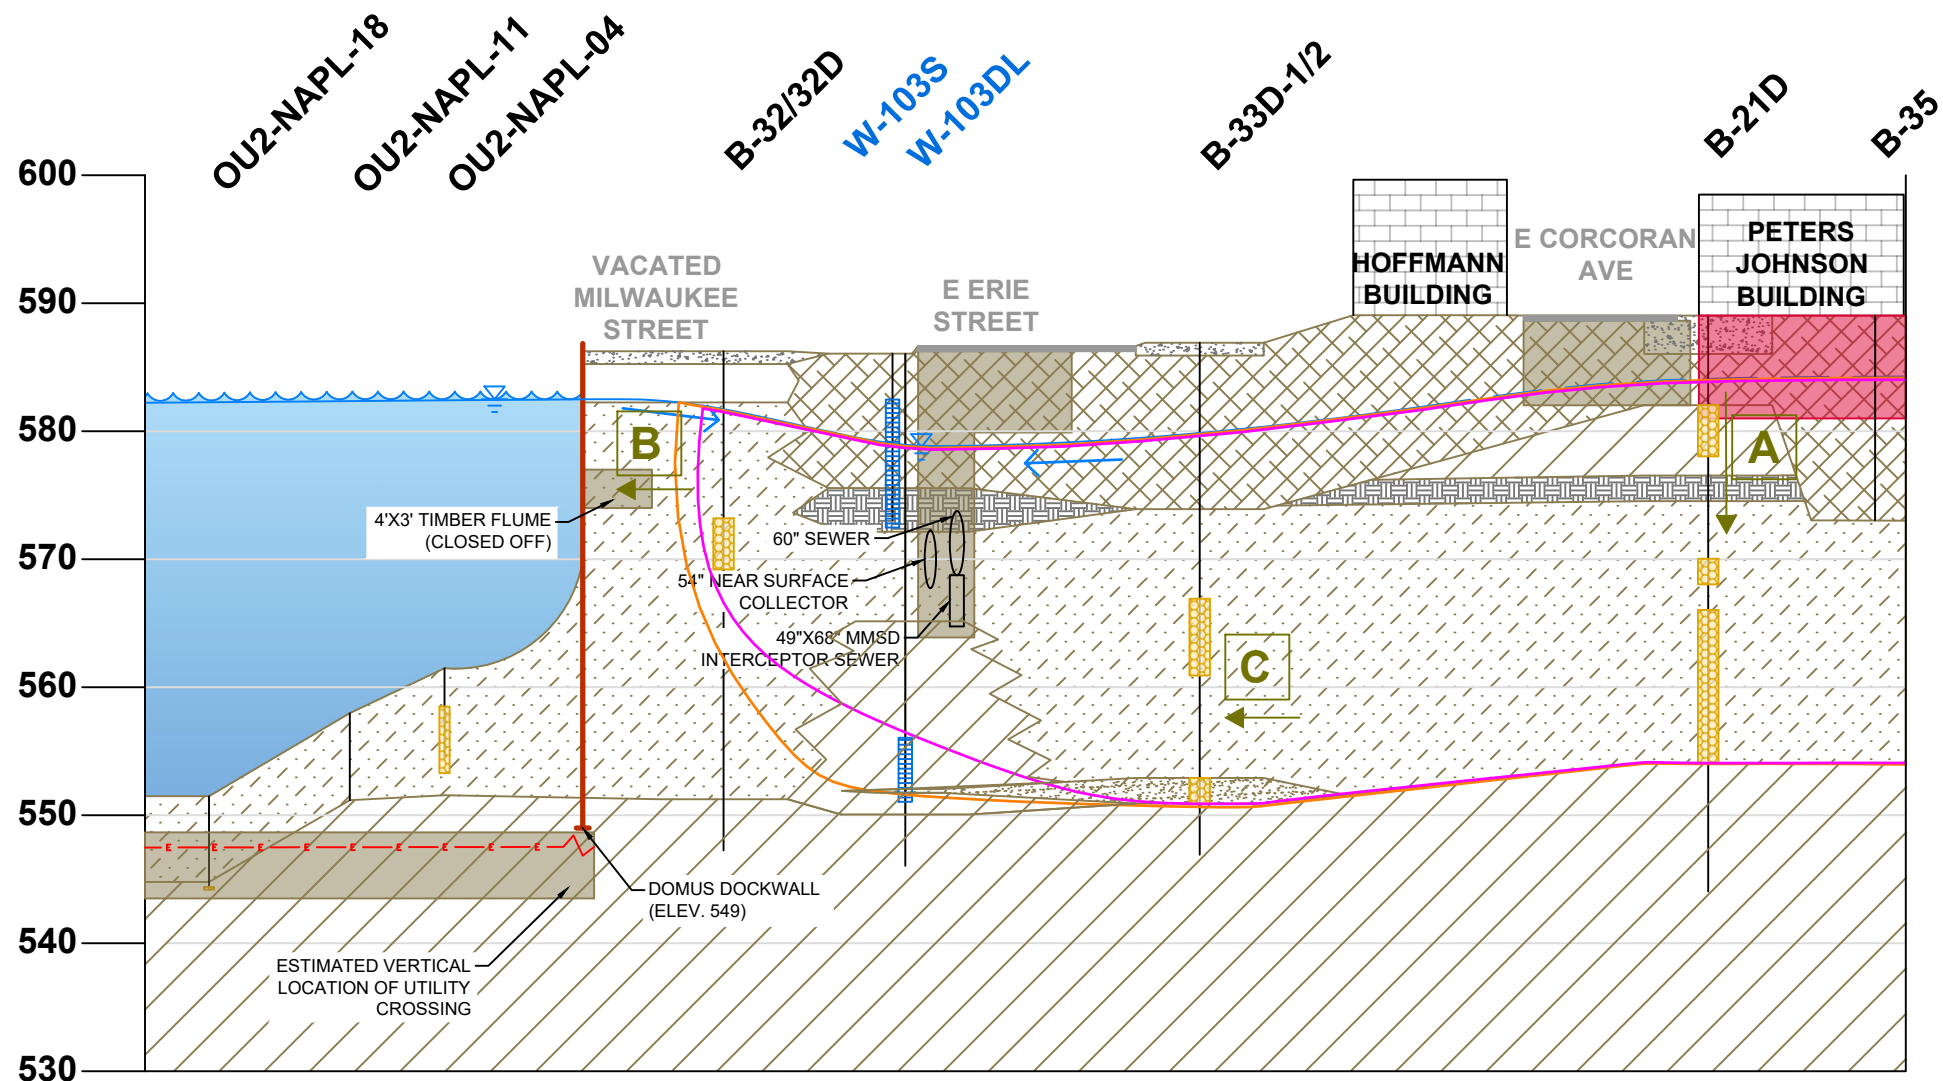 OU2-NAPL-18
OU2-NAPL-11
OU2-NAPL-04
B-32/32D
W-103S
W-103DL
B-33D-1/2
B-21D
B-35
600
590
580
570
560
550
540
530
VACATED
MILWAUKEE
STREET
E ERIE
STREET
HOFFMANN
BUILDING
E CORCORAN
AVE
PETERS
JOHNSON
BUILDING
B
A
C
4'X3' TIMBER FLUME
(CLOSED OFF)
60" SEWER
54" NEAR SURFACE
COLLECTOR
49"X68" MMSD
INTERCEPTOR SEWER
E E E E E E E E E
DOMUS DOCKWALL
(ELEV. 549)
ESTIMATED VERTICAL
LOCATION OF UTILITY
CROSSING